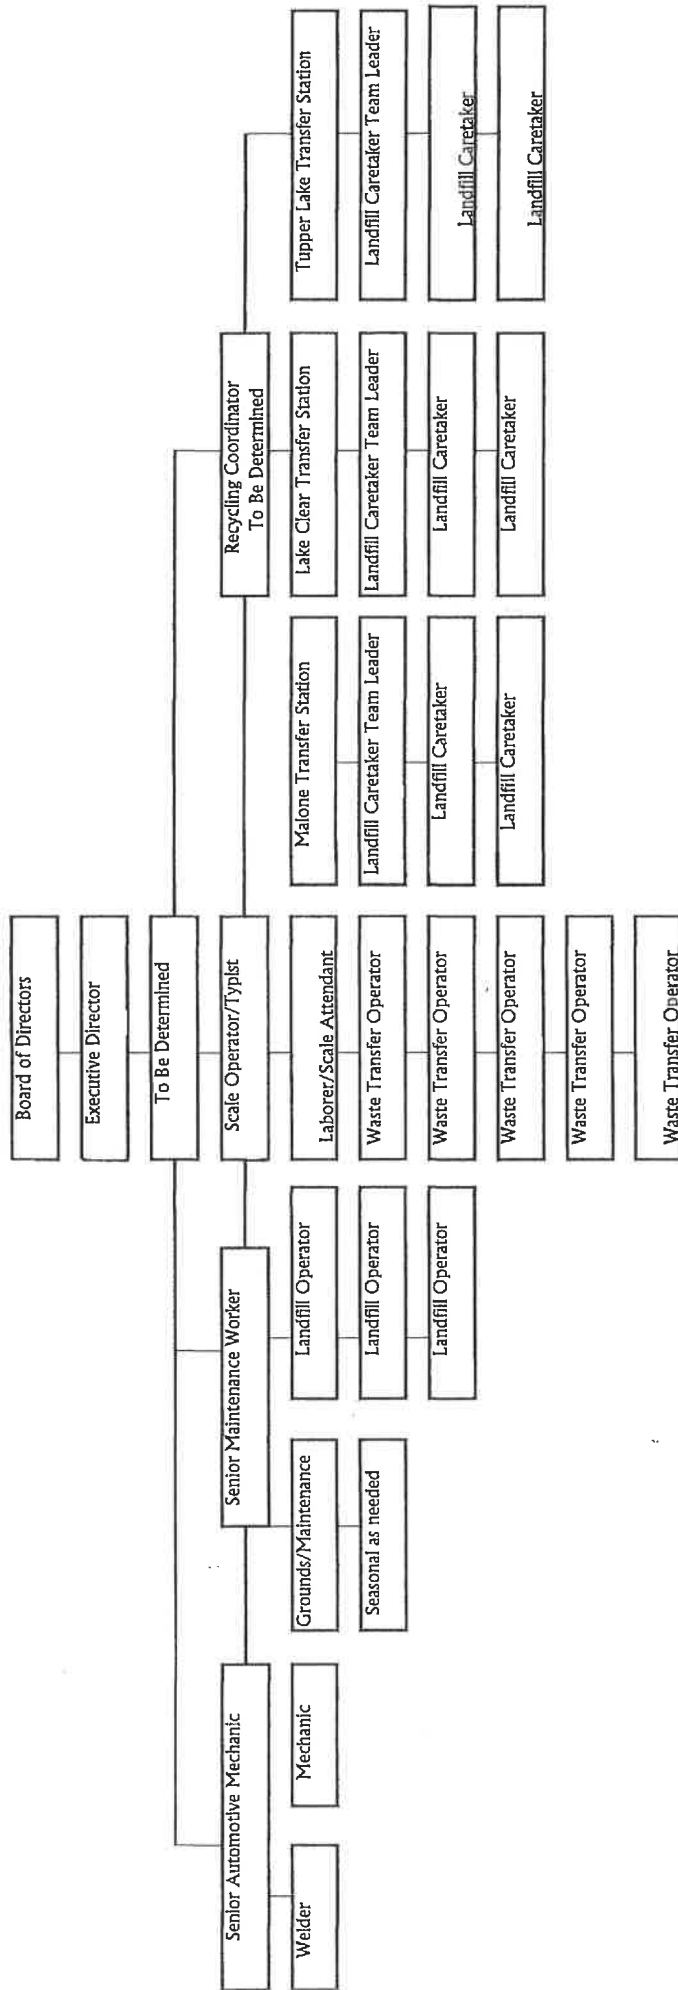 Board of Directors
Executive Director
To Be Determined
Senior Automotive Mechanic
Senior Maintenance Worker
Scale Operator/Typist
Recycling Coordinator
To Be Determined
Welder
Mechanic
Grounds/Maintenance
Landfill Operator
Laborer/Scale Attendant
Malone Transfer Station
Lake Clear Transfer Station
Tupper Lake Transfer Station
Seasonal as needed
Landfill Operator
Waste Transfer Operator
Landfill Caretaker Team Leader
Landfill Caretaker Team Leader
Landfill Caretaker Team Leader
Landfill Operator
Waste Transfer Operator
Landfill Caretaker
Landfill Caretaker
Landfill Caretaker
Waste Transfer Operator
Landfill Caretaker
Landfill Caretaker
Landfill Caretaker
Waste Transfer Operator
Waste Transfer Operator